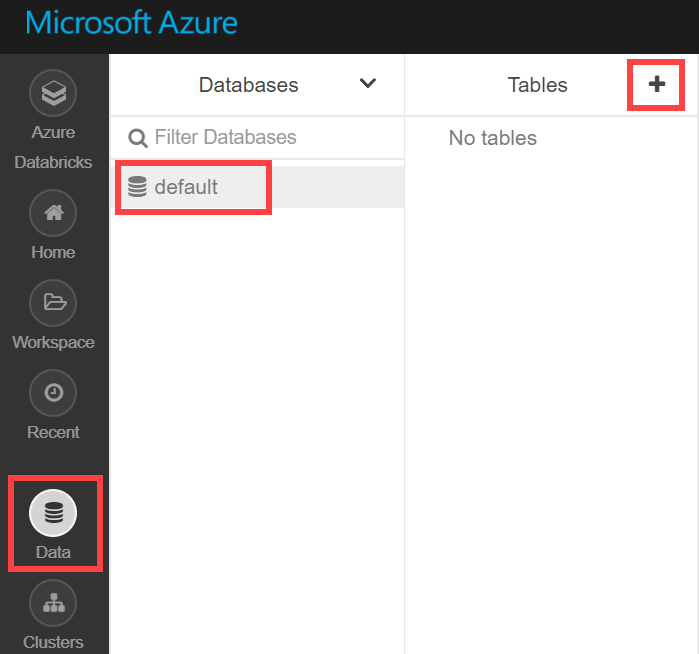 Microsoft Azure
Azure
Databricks
Home
Workspace
Recent
Data
Clusters
Databases
Filter Databases
default
Tables
No tables